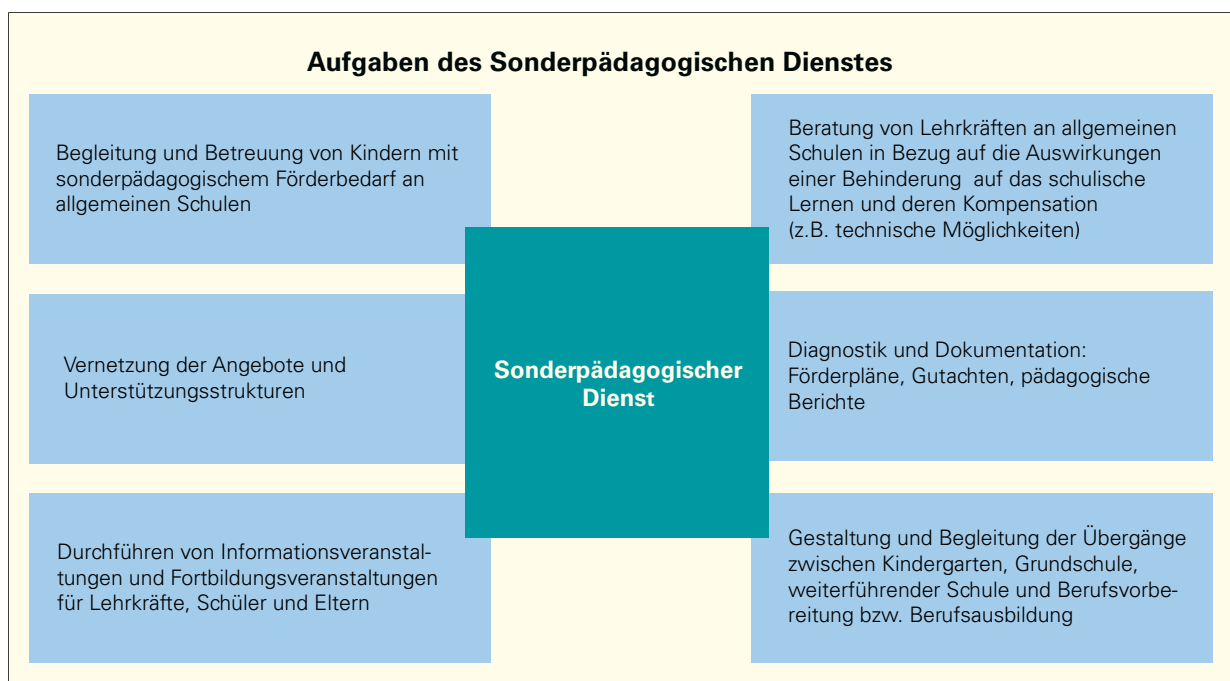 Aufgaben des Sonderpädagogischen Dienstes
Begleitung und Betreuung von Kindern mit
sonderpädagogischem Förderbedarf an
allgemeinen Schulen
Beratung von Lehrkräften an allgemeinen
Schulen in Bezug auf die Auswirkungen
einer Behinderung auf das schulische
Lernen und deren Kompensation
(z.B. technische Möglichkeiten)
Vernetzung der Angebote und
Unterstützungsstrukturen
Sonderpädagogischer
Dienst
Diagnostik und Dokumentation:
Förderpläne, Gutachten, pädagogische
Berichte
Durchführen von Informationsveranstal-
tungen und Fortbildungsveranstaltungen
für Lehrkräfte, Schüler und Eltern
Gestaltung und Begleitung der Übergänge
zwischen Kindergarten, Grundschule,
weiterführender Schule und Berufsvorbe-
reitung bzw. Berufsausbildung